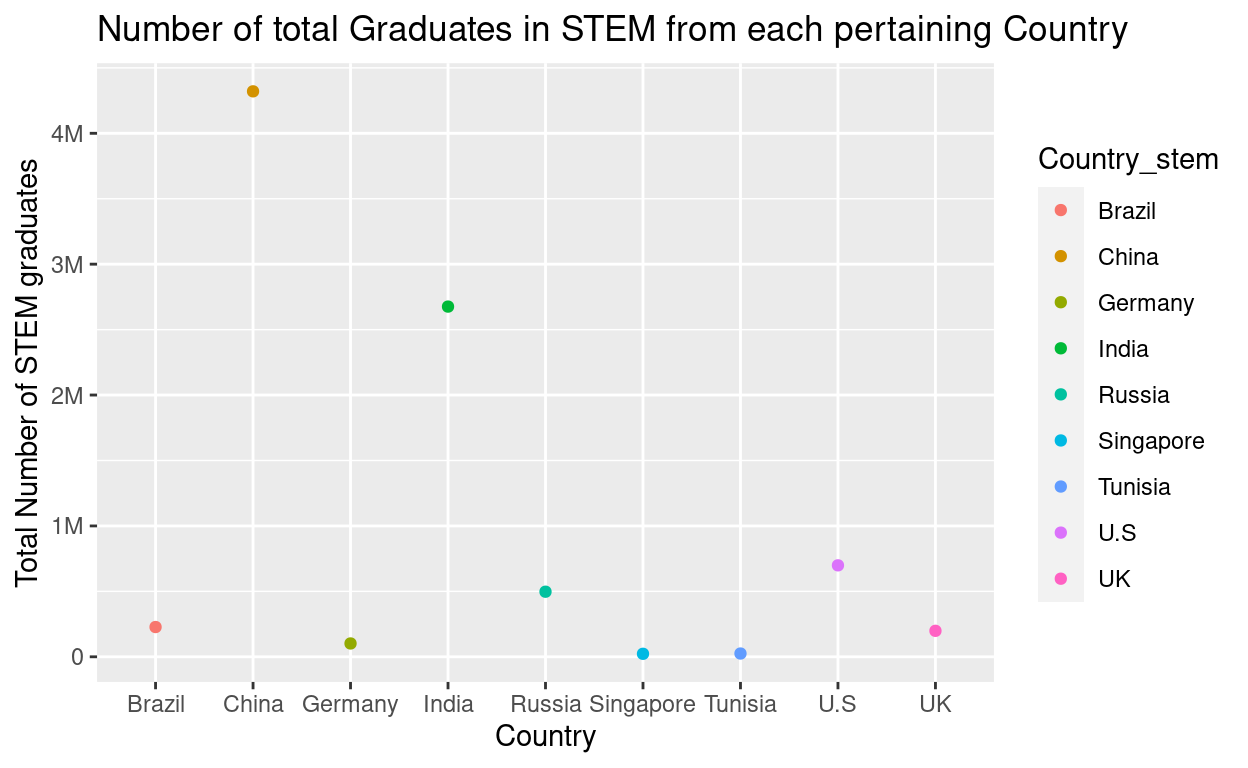 Number of total Graduates in STEM from each pertaining Country
Total Number of STEM graduates
4M
3M
2M
1M
0
Brazil China Germany India Russia Singapore Tunisia U.S UK
Country
Country_stem
Brazil
China
Germany
India
Russia
Singapore
Tunisia
U.S
UK